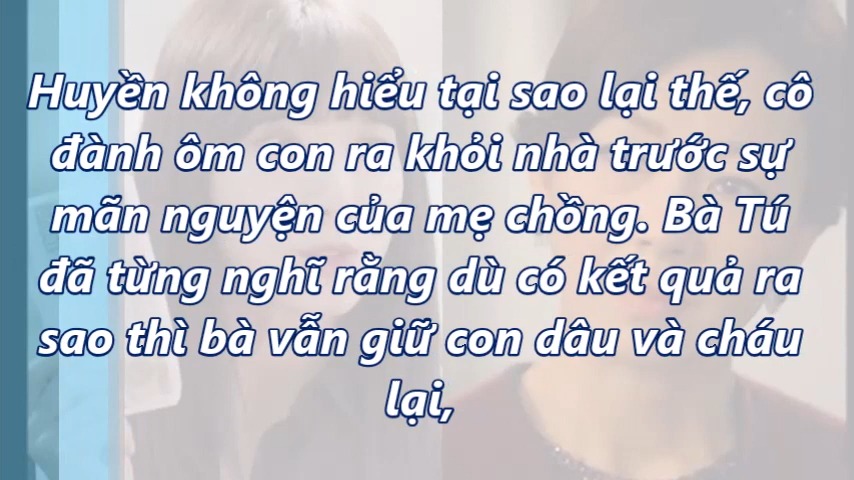 Huyền không hiểu tại sao lại thế, cô
đành ôm con ra khỏi nhà trước sự
mãn nguyện của mẹ chồng. Bà Tú
đã từng nghĩ rằng dù có kết quả ra
sao thì bà vẫn giữ con dâu và cháu
lại,